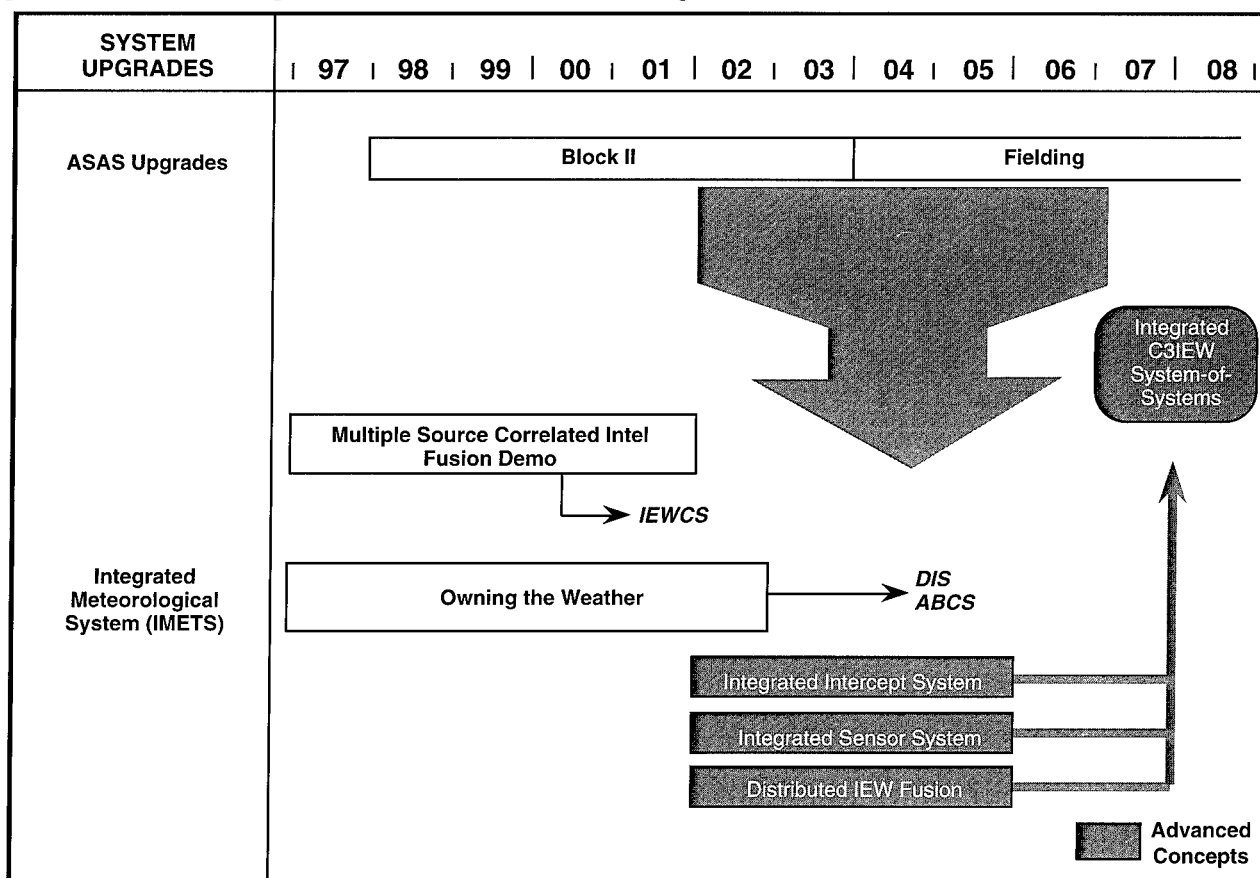 SYSTEM
UPGRADES
97 98 99 00 01 02 03 04 05 06 07 08
ASAS Upgrades
Block II
Fielding
Integrated
C3IEW
System-of-
Systems
Multiple Source Correlated Intel
Fusion Demo
IEWCS
Integrated
Meteorological
System (IMETS)
Owning the Weather
DIS
ABCS
Integrated Intercept System
Integrated Sensor System
Distributed IEW Fusion
Advanced
Concepts